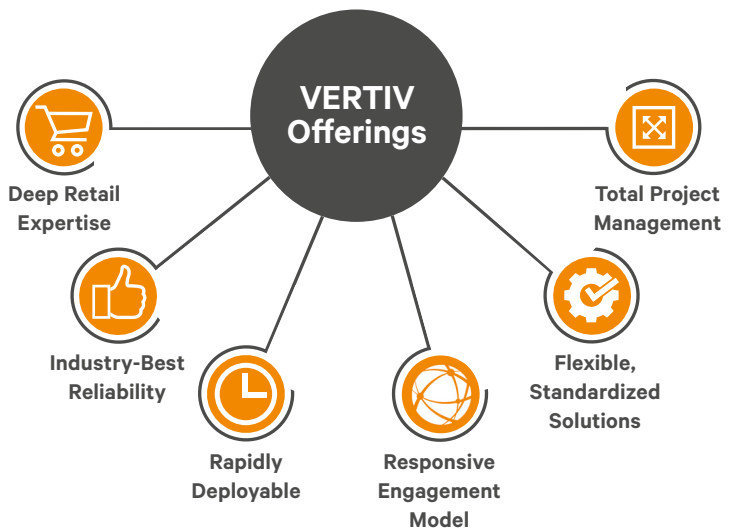 VERTIV
Offerings
Deep Retail
Expertise
Industry-Best
Reliability
Rapidly
Deployable
Responsive
Engagement
Model
Flexible,
Standardized
Solutions
Total Project
Management